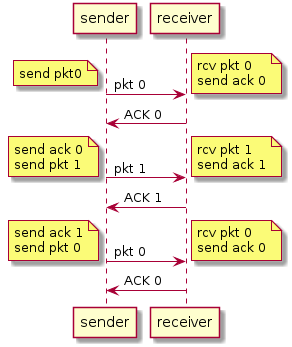 sender
receiver
send pkt0
rcv pkt 0
send ack 0
pkt 0
ACK 0
send ack 0
send pkt 1
rcv pkt 1
send ack 1
pkt 1
ACK 1
send ack 1
send pkt 0
rcv pkt 0
send ack 0
pkt 0
ACK 0
sender
receiver